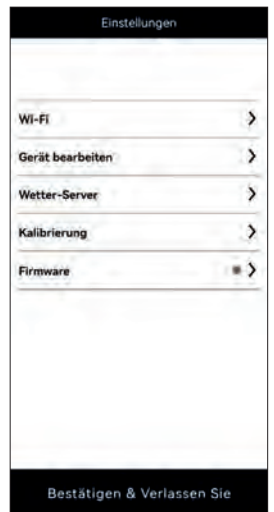 Einstellungen
Wi-Fi
Gerät bearbeiten
Wetter-Server
Kalibrierung
Firmware
Bestätigen & Verlassen Sie